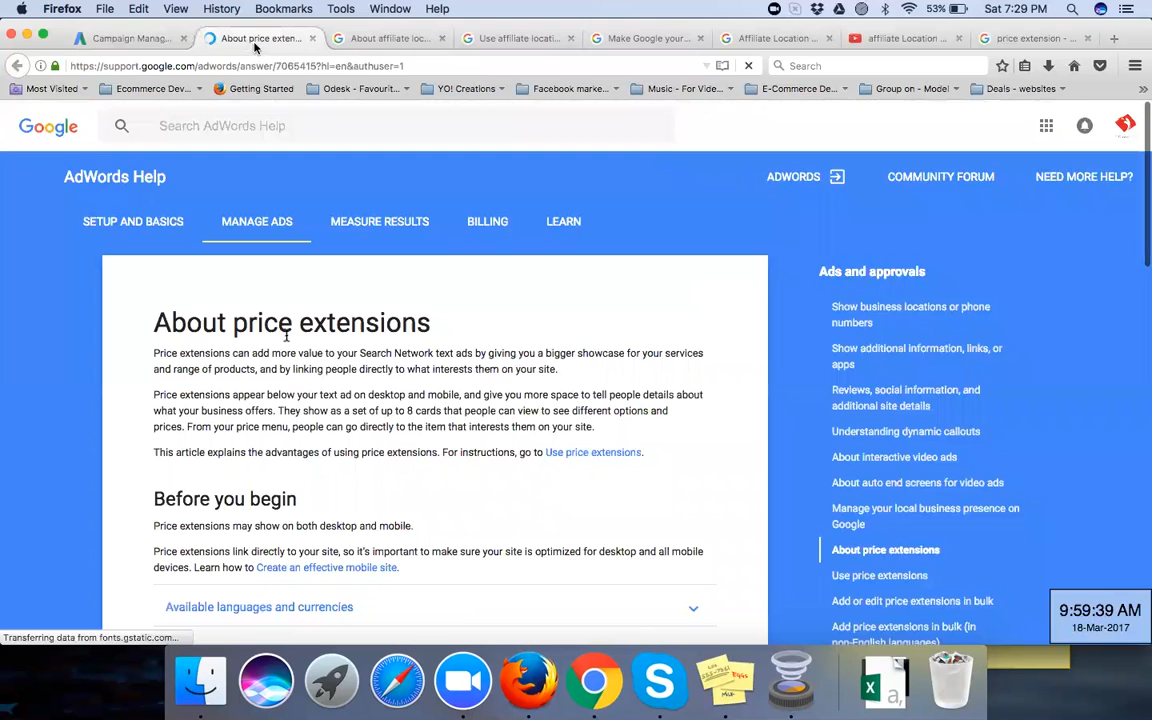 Firefox File Edit View History Bookmarks Tools Window Help 53% Sat 7:29 PM
Campaign Manag... About price exten... About affiliate loc... Use affiliate locati... Make Google your... Affiliate Location ... affiliate Location ... price extension - ...
https://support.google.com/adwords/answer/7065415?hl=en&authuser=1 Search
Most Visited Ecommerce Dev... Getting Started Odesk - Favourit... YO! Creations Facebook marke... Music - For Vide... E-Commerce De... Group on - Model Deals - websites
Google Search AdWords Help
AdWords Help ADWORDS COMMUNITY FORUM NEED MORE HELP?
SETUP AND BASICS MANAGE ADS MEASURE RESULTS BILLING LEARN
About price extensions
Price extensions can add more value to your Search Network text ads by giving you a bigger showcase for your services
and range of products, and by linking people directly to what interests them on your site.
Price extensions appear below your text ad on desktop and mobile, and give you more space to tell people details about
what your business offers. They show as a set of up to 8 cards that people can view to see different options and
prices. From your price menu, people can go directly to the item that interests them on your site.
This article explains the advantages of using price extensions. For instructions, go to Use price extensions.
Before you begin
Price extensions may show on both desktop and mobile.
Price extensions link directly to your site, so it's important to make sure your site is optimized for desktop and all mobile
devices. Learn how to Create an effective mobile site.
Available languages and currencies
Ads and approvals
Show business locations or phone
numbers
Show additional information, links, or
apps
Reviews, social information, and
additional site details
Understanding dynamic callouts
About interactive video ads
About auto end screens for video ads
Manage your local business presence on
Google
About price extensions
Use price extensions
Add or edit price extensions in bulk
Add price extensions in bulk (in
non-English languages)
9:59:39 AM
18-Mar-2017
Transferring data from fonts.gstatic.com...